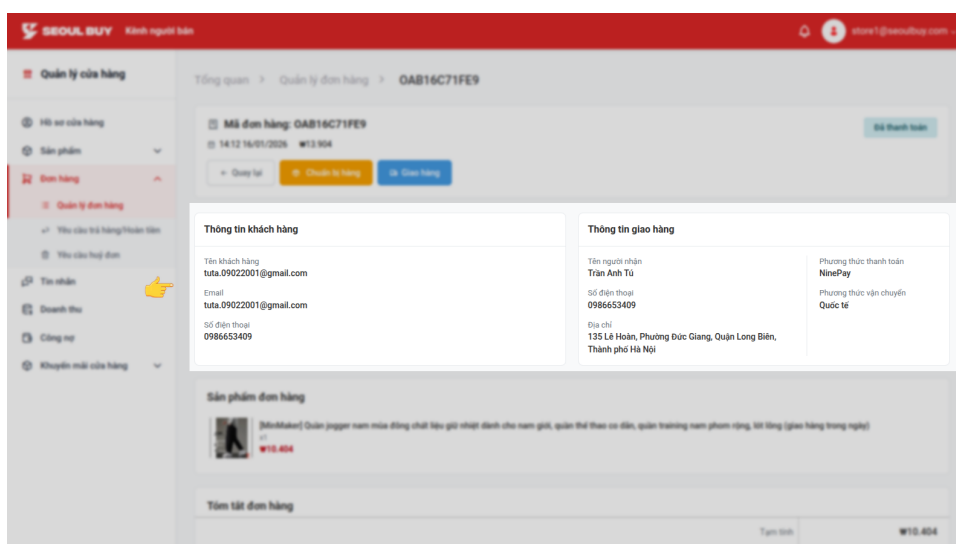 SEOUL BUY Kênh người bán
store1@seoulbuy.com
Quản lý cửa hàng
Tổng quan > Quản lý đơn hàng > OAB16C71FE9
Hồ sơ cửa hàng
Sản phẩm
Đơn hàng
Quản lý đơn hàng
Yêu cầu trả hàng/Hoàn tiền
Yêu cầu huỷ đơn
Tin nhắn
Doanh thu
Công nợ
Khuyến mãi cửa hàng
Mã đơn hàng: OAB16C71FE9
14:12 16/01/2026 ₩13.904
Đã thanh toán
← Quay lại
Chuẩn bị hàng
Giao hàng
Thông tin khách hàng
Tên khách hàng
tuta.09022001@gmail.com
Email
tuta.09022001@gmail.com
Số điện thoại
0986653409
Thông tin giao hàng
Tên người nhận
Trần Anh Tú
Số điện thoại
0986653409
Địa chỉ
135 Lê Hoàn, Phường Đức Giang, Quận Long Biên,
Thành phố Hà Nội
Phương thức thanh toán
NinePay
Phương thức vận chuyển
Quốc tế
Sản phẩm đơn hàng
[MinMaker] Quần jogger nam mùa đông chất liệu giữ nhiệt dành cho nam giới, quần thể thao co dãn, quần training nam phom rộng, lót lông (giao hàng trong ngày)
x1
₩10.404
Tóm tắt đơn hàng
Tạm tính
₩10.404